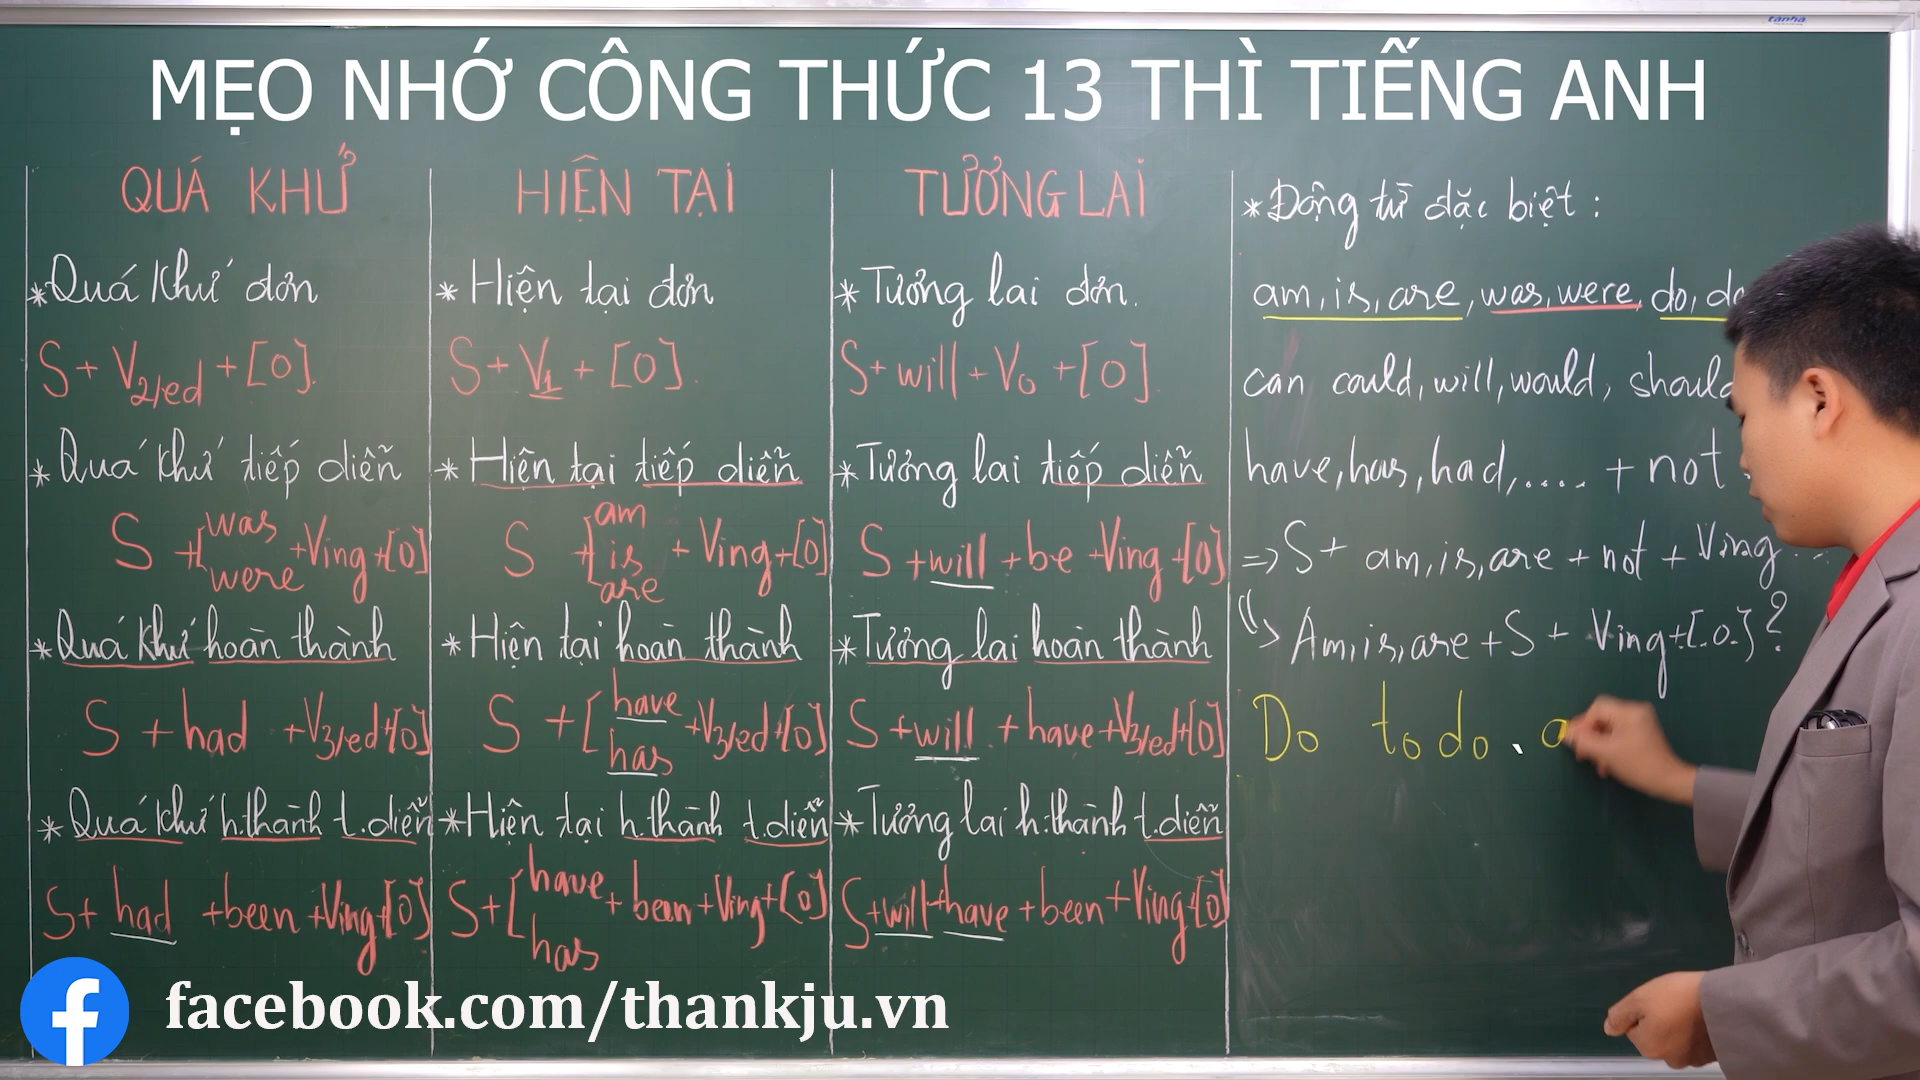 tanha
MẸO NHỚ CÔNG THỨC 13 THÌ TIẾNG ANH
QUÁ KHỨ
* Quá khứ đơn
S + V2/ed + [O].
* Quá khứ tiếp diễn
S + [was were + Ving + [O]
* Quá khứ hoàn thành
S + had + V3/ed + [O]
* Quá khứ h.thành t.diễn
S + had + been + Ving + [O]
HIỆN TẠI
* Hiện tại đơn
S + V1 + [O].
* Hiện tại tiếp diễn
S + [am is are + Ving + [O]
* Hiện tại hoàn thành
S + [have has + V3/ed + [O]
* Hiện tại h.thành t.diễn
S + [have has + been + Ving + [O]
TƯƠNG LAI
* Tương lai đơn.
S + will + V0 + [O].
* Tương lai tiếp diễn
S + will + be + Ving + [O]
* Tương lai hoàn thành
S + will + have + V3/ed + [O]
* Tương lai h.thành t.diễn
S + will + have + been + Ving + [O]
* Động từ đặc biệt :
am, is, are, was, were, do,
can could, will, would, should
have, has, had, .... + not
=> S + am, is, are + not + Ving
Am, is, are + S + Ving + [.O.] ?
Do to do.
facebook.com/thankju.vn